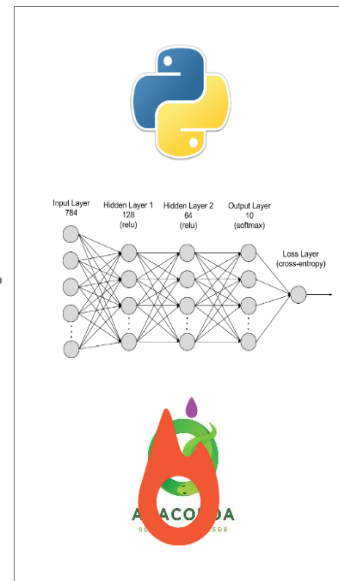 Input Layer
784
Hidden Layer 1
128
(relu)
Hidden Layer 2
64
(relu)
Output Layer
10
(softmax)
Loss Layer
(cross-entropy)